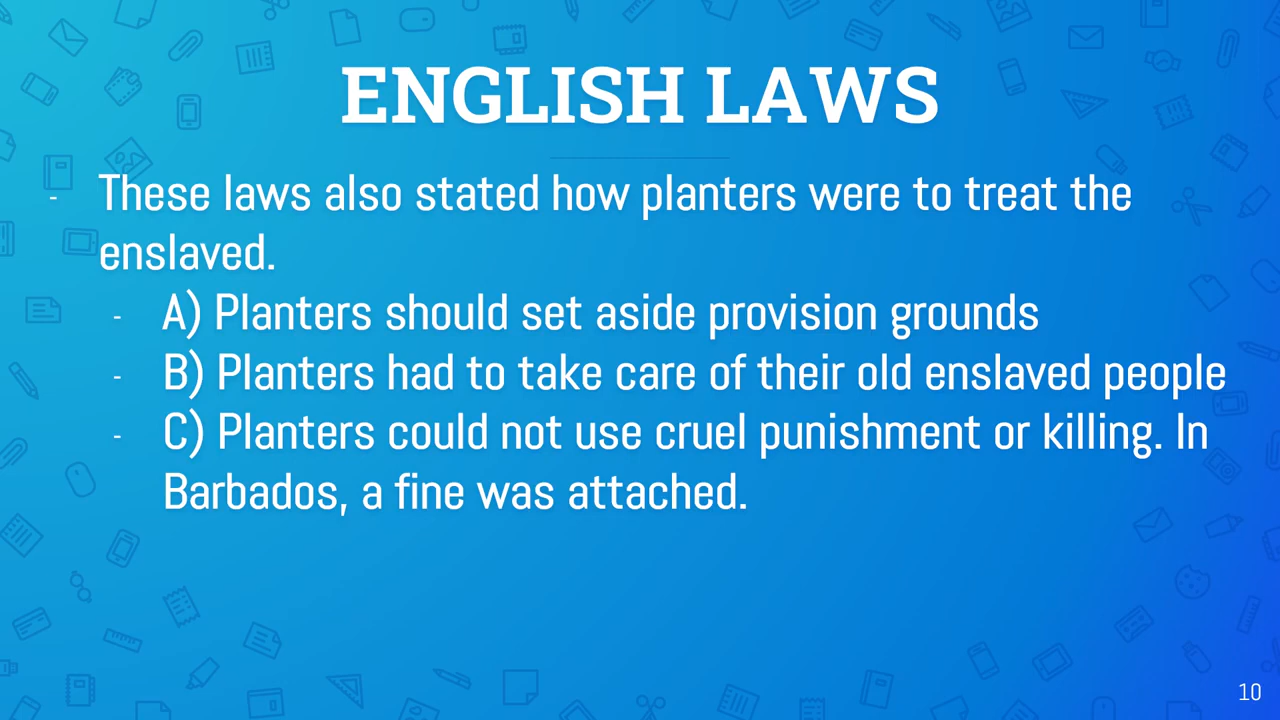 ENGLISH LAWS
- These laws also stated how planters were to treat the
enslaved.
- A) Planters should set aside provision grounds
- B) Planters had to take care of their old enslaved people
- C) Planters could not use cruel punishment or killing. In
Barbados, a fine was attached.
10